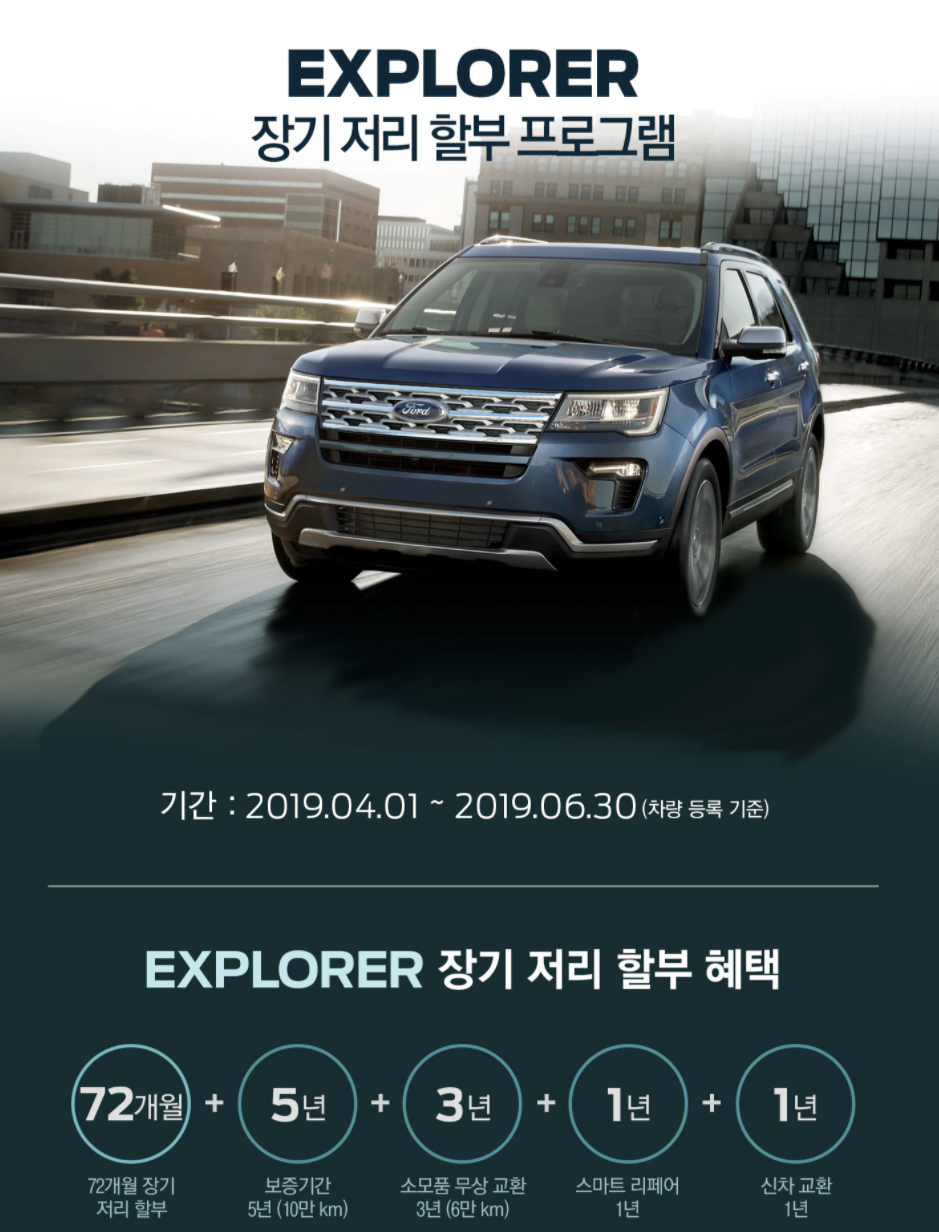 EXPLORER
장기 저리 할부 프로그램
Ford
기간 : 2019.04.01 ~ 2019.06.30 (차량 등록 기준)
EXPLORER 장기 저리 할부 혜택
72개월 + 5년 + 3년 + 1년 + 1년
72개월 장기 보증기간 소모품 무상 교환 스마트 리페어 신차 교환
저리 할부 5년 (10만 km) 3년 (6만 km) 1년 1년